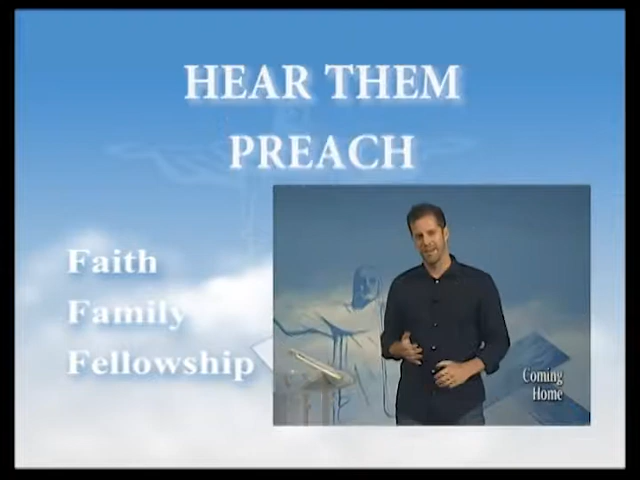 HEAR THEM
PREACH
Faith
Family
Fellowship
Coming
Home